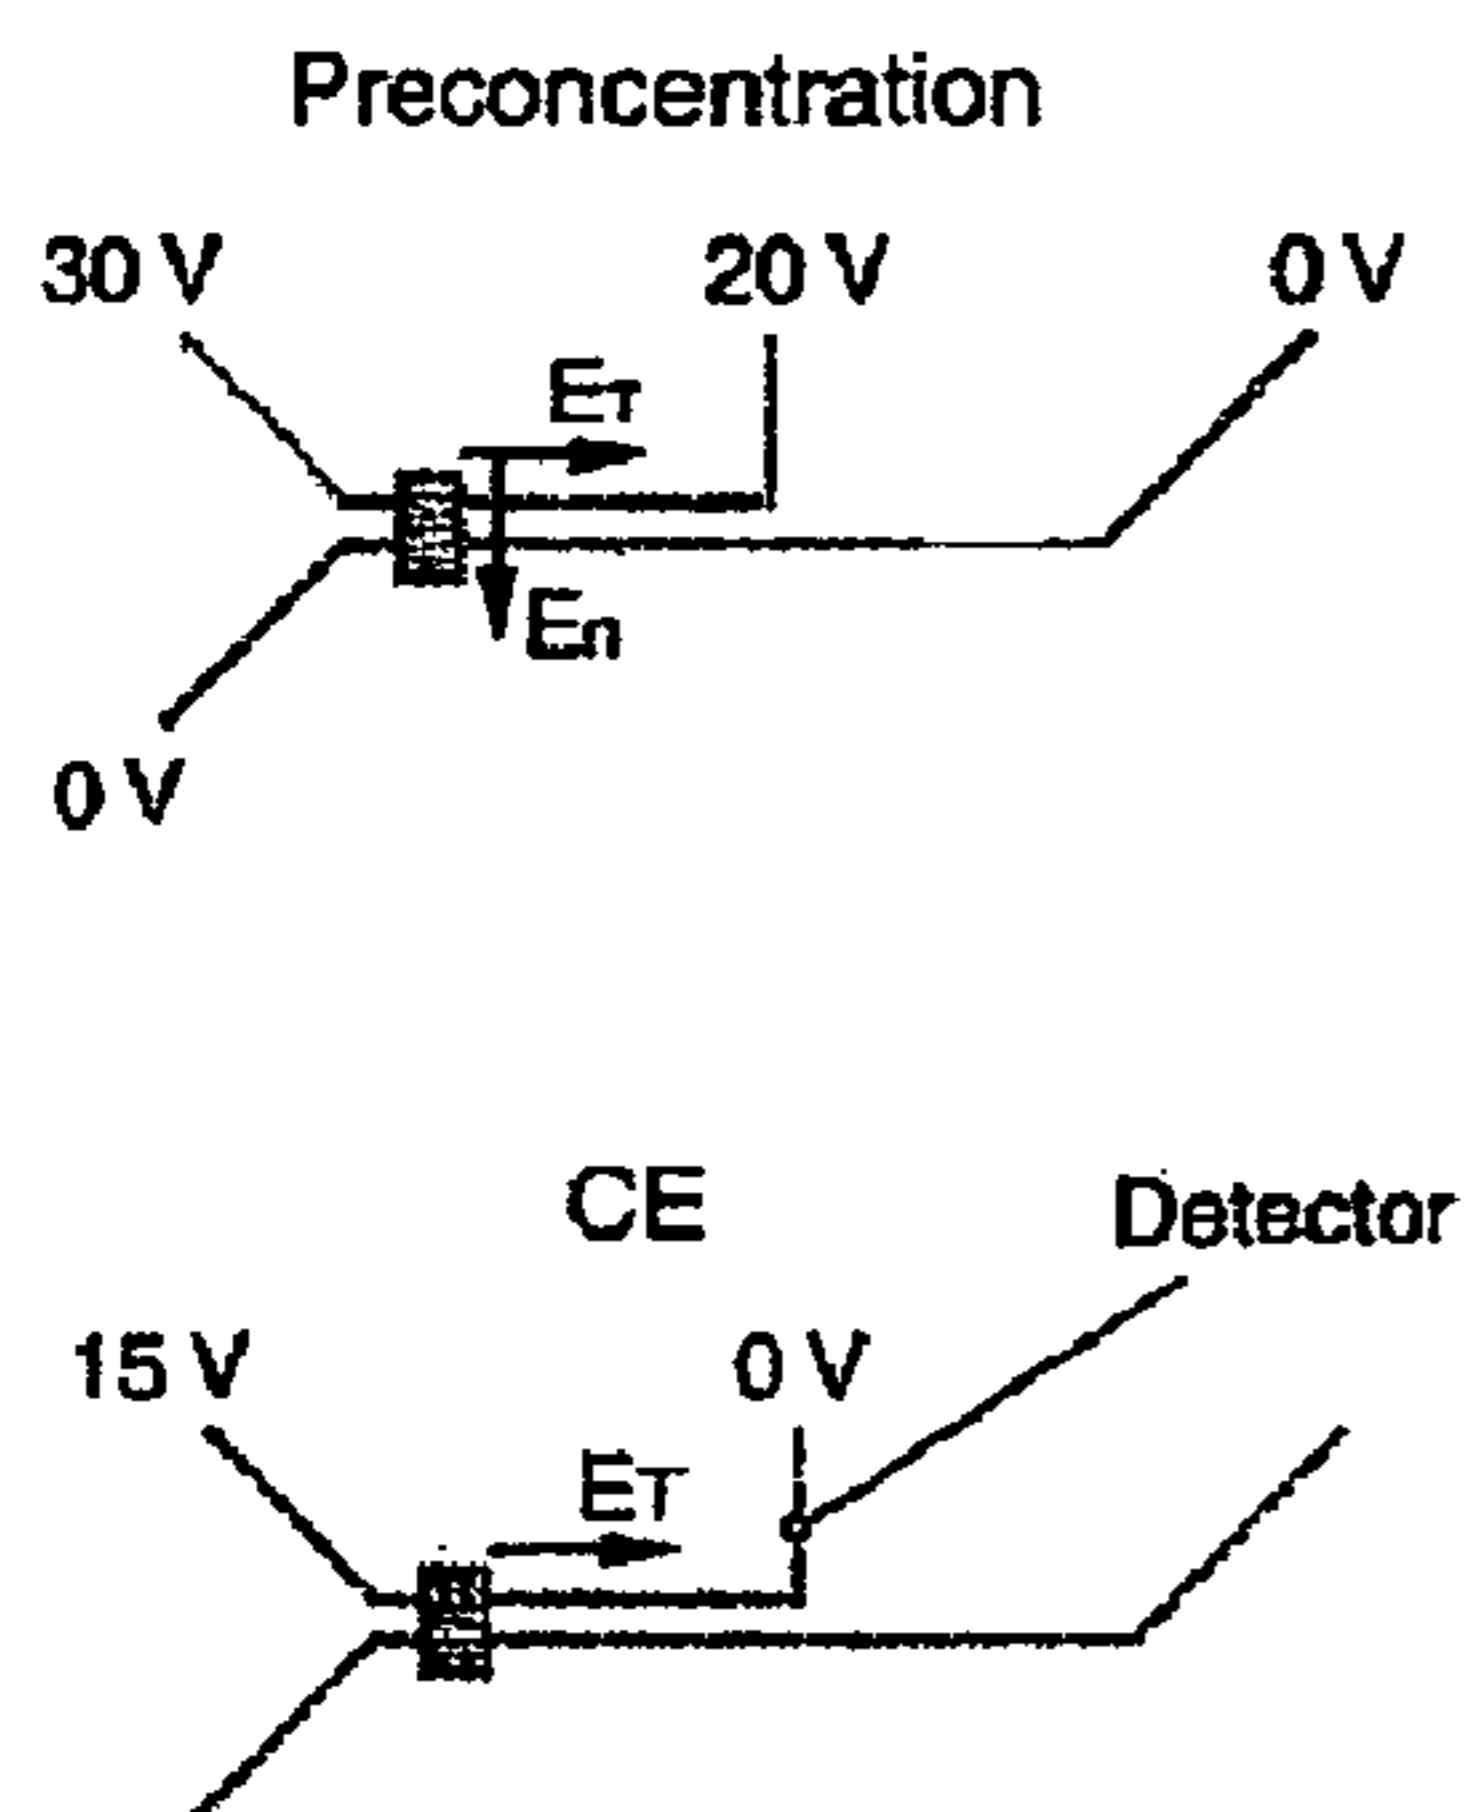 Preconcentration
30 V 20 V 0 V
ET
En
0 V
CE Detector
15 V 0 V
ET